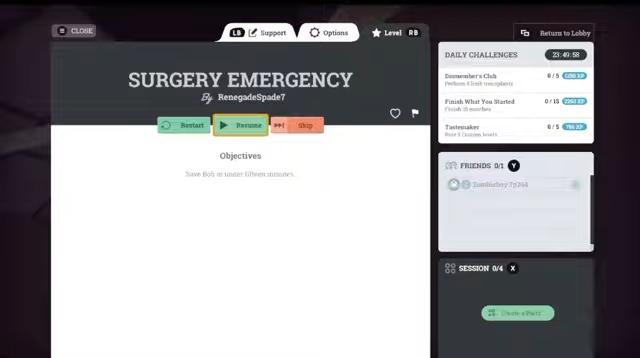 CLOSE
LB Support
Options
Level RB
Return to Lobby
SURGERY EMERGENCY
By RenegadeSpade7
Restart
Resume
Skip
Objectives
Save Bob in under fifteen minutes.
DAILY CHALLENGES 23:49:58
Dismember's Club
0 / 5
Perform 5 limb transplants
Finish What You Started
0 / 15
Finish 15 matches
Tastemaker
0 / 5
FRIENDS 0/1 Y
SESSION 0/4 X
Create a Party